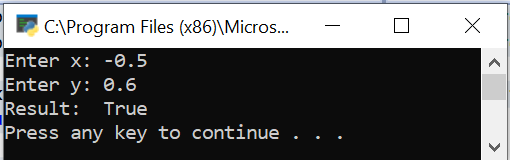 C:\Program Files (x86)\Micros...
Enter x: -0.5
Enter y: 0.6
Result:  True
Press any key to continue . . .